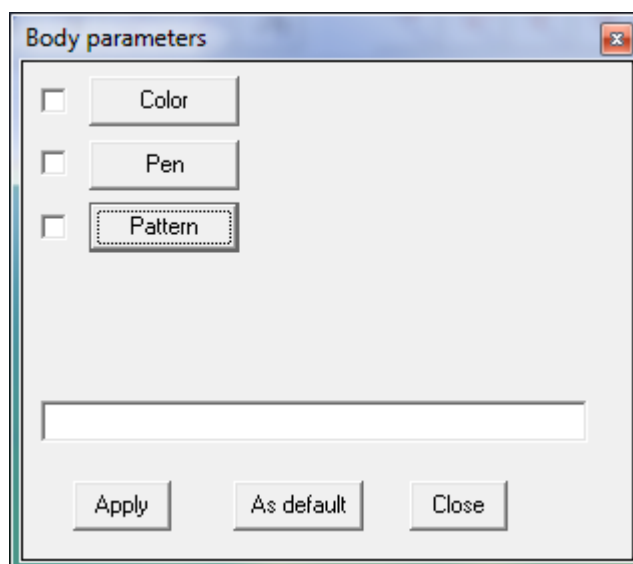 Body parameters
Color
Pen
Pattern
Apply As default Close